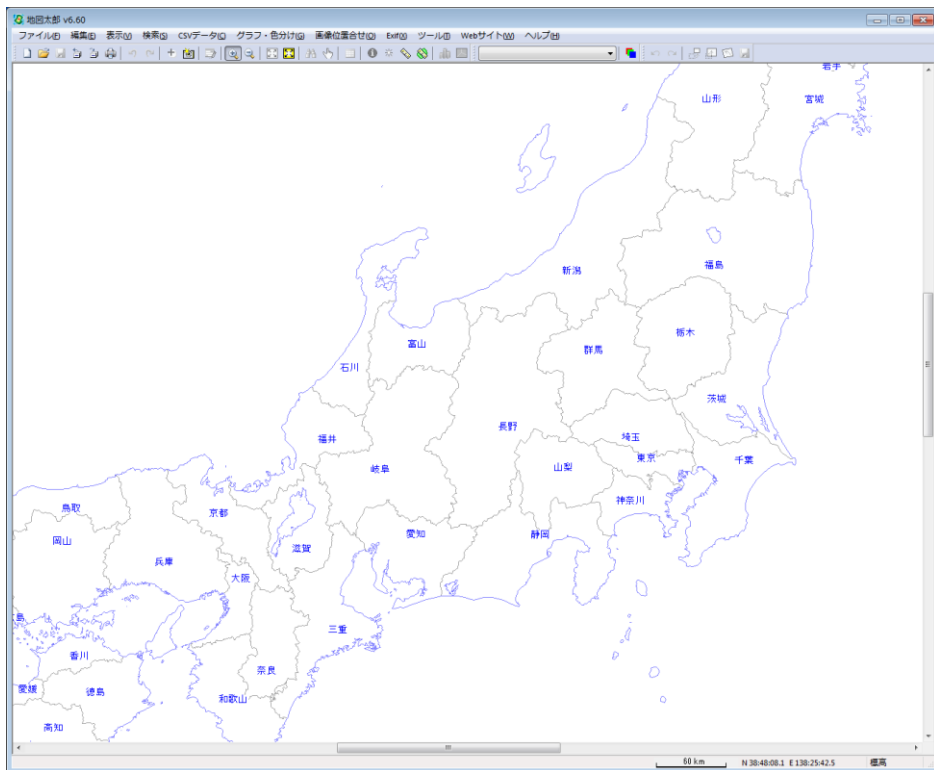 地図太郎 v6.60
ファイル(F) 編集(E) 表示(V) 検索(S) CSVデータ(C) グラフ・色分け(G) 画像位置合せ(O) Exif(X) ツール(T) Webサイト(W) ヘルプ(H)
岩手
山形 宮城
新潟 福島
栃木
富山 群馬
石川
茨城
長野
福井 埼玉
岐阜 山梨 東京 千葉
神奈川
鳥取 京都
岡山 滋賀 愛知 静岡
兵庫
大阪
島
三重
香川
奈良
愛媛 徳島
和歌山
高知
60 km N 38:48:08.1 E 138:25:42.5 標高